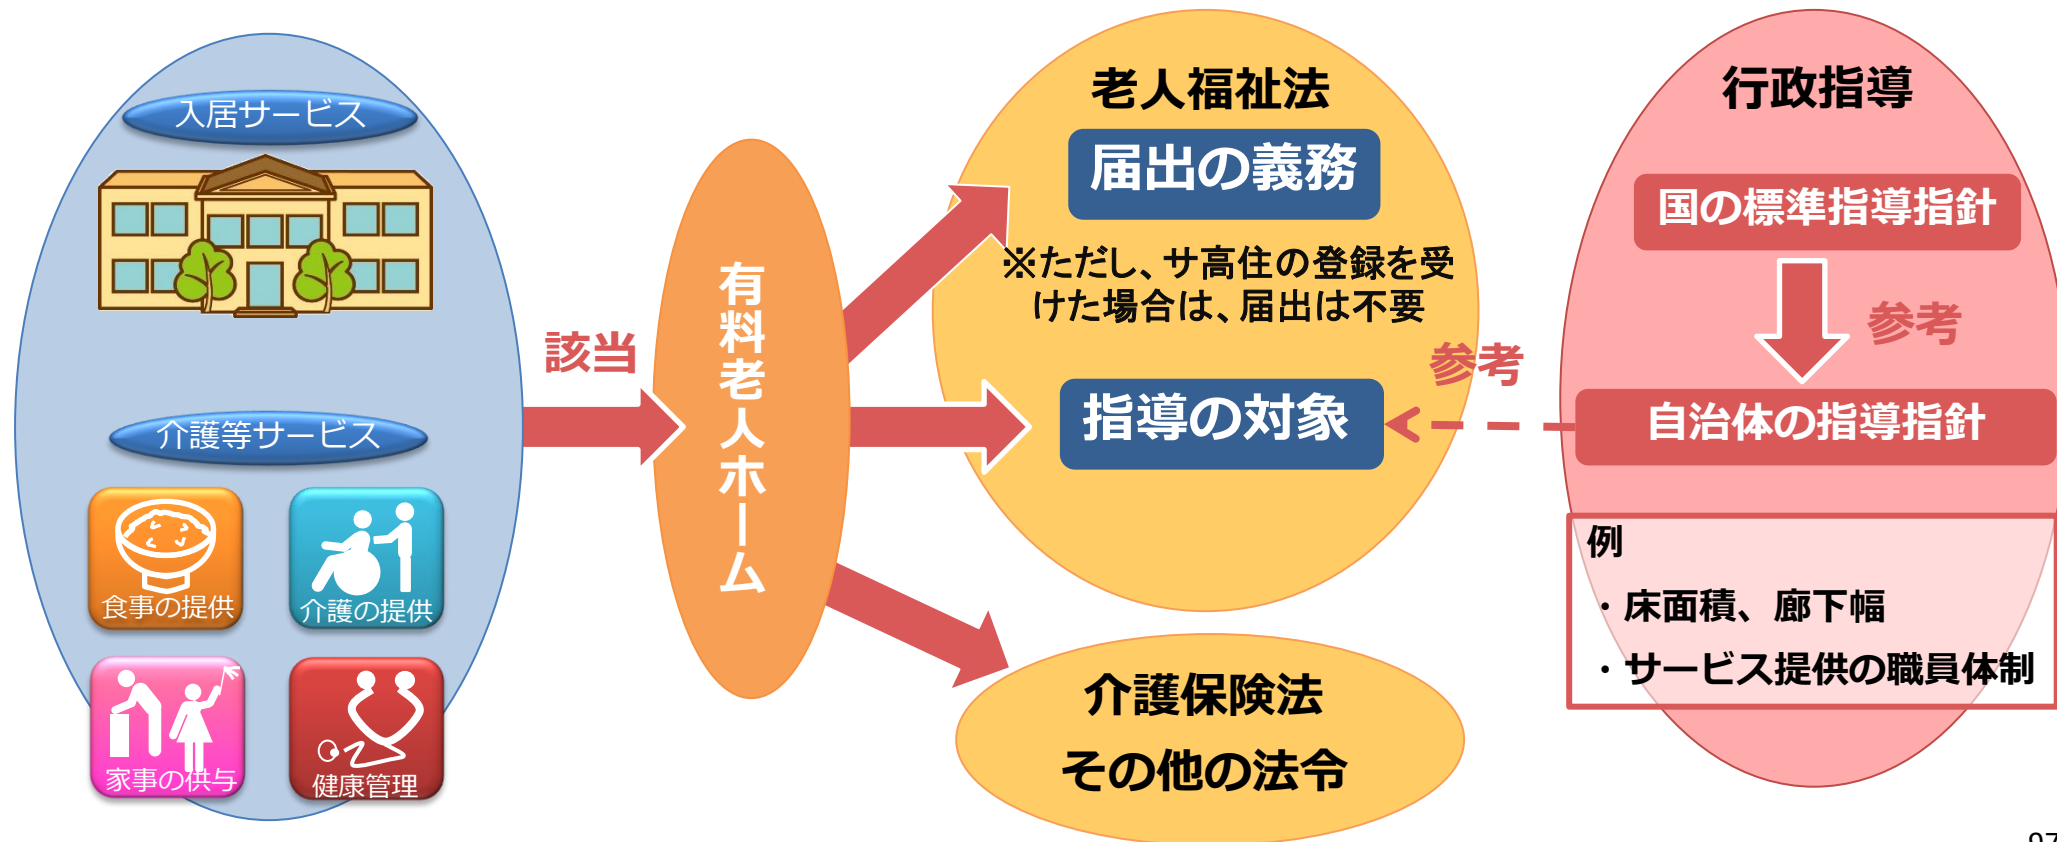 入居サービス
介護等サービス
食事の提供
介護の提供
家事の供与
健康管理
該当
有料老人ホーム
老人福祉法
届出の義務
※ただし、サ高住の登録を受
けた場合は、届出は不要
指導の対象
介護保険法
その他の法令
参考
行政指導
国の標準指導指針
参考
自治体の指導指針
例
・床面積、廊下幅
・サービス提供の職員体制